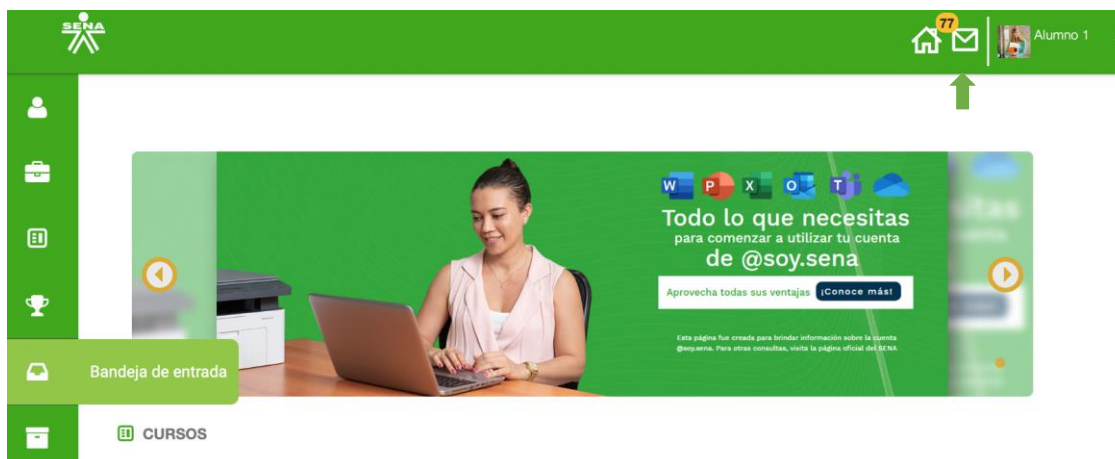 SENA
77
Alumno 1
W P X O T
Todo lo que necesitas
para comenzar a utilizar tu cuenta
de @soy.sena
Aprovecha todas sus ventajas ¡Conoce más!
Esta página fue creada para brindar información sobre la cuenta
@soy.sena. Para otras consultas, visita la página oficial del SENA
Bandeja de entrada
CURSOS